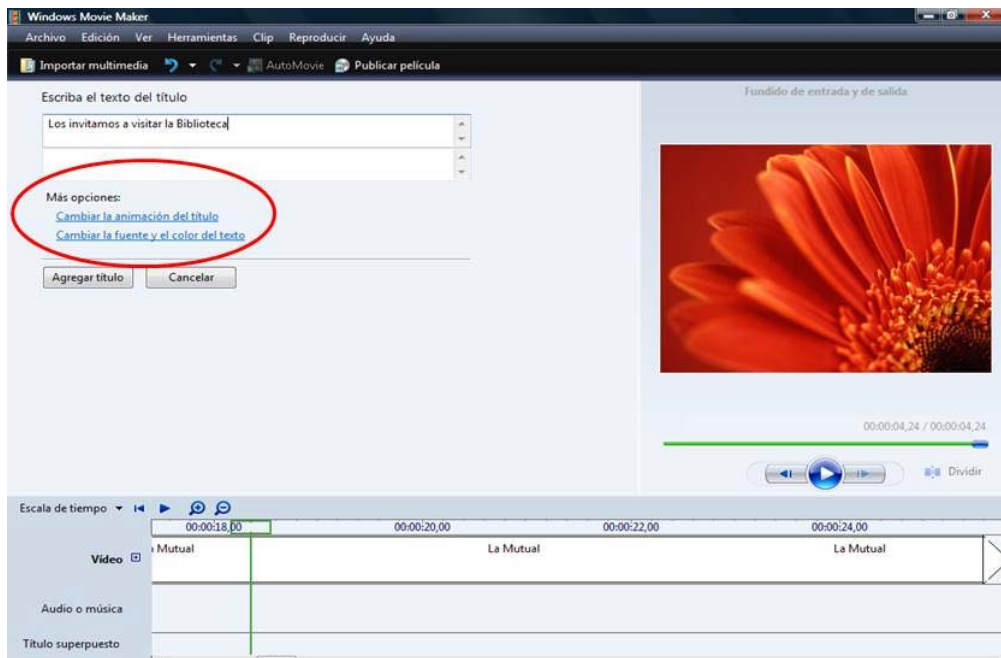 Windows Movie Maker
Archivo Edición Ver Herramientas Clip Reproducir Ayuda
Importar multimedia AutoMovie Publicar película
Escriba el texto del título
Los invitamos a visitar la Biblioteca
Más opciones:
Cambiar la animación del título
Cambiar la fuente y el color del texto
Agregar título Cancelar
Fundido de entrada y de salida
00:00:04,24 / 00:00:04,24
Dividir
Escala de tiempo
00:00:18,00 00:00:20,00 00:00:22,00 00:00:24,00
Vídeo Mutual La Mutual La Mutual
Audio o música
Título superpuesto